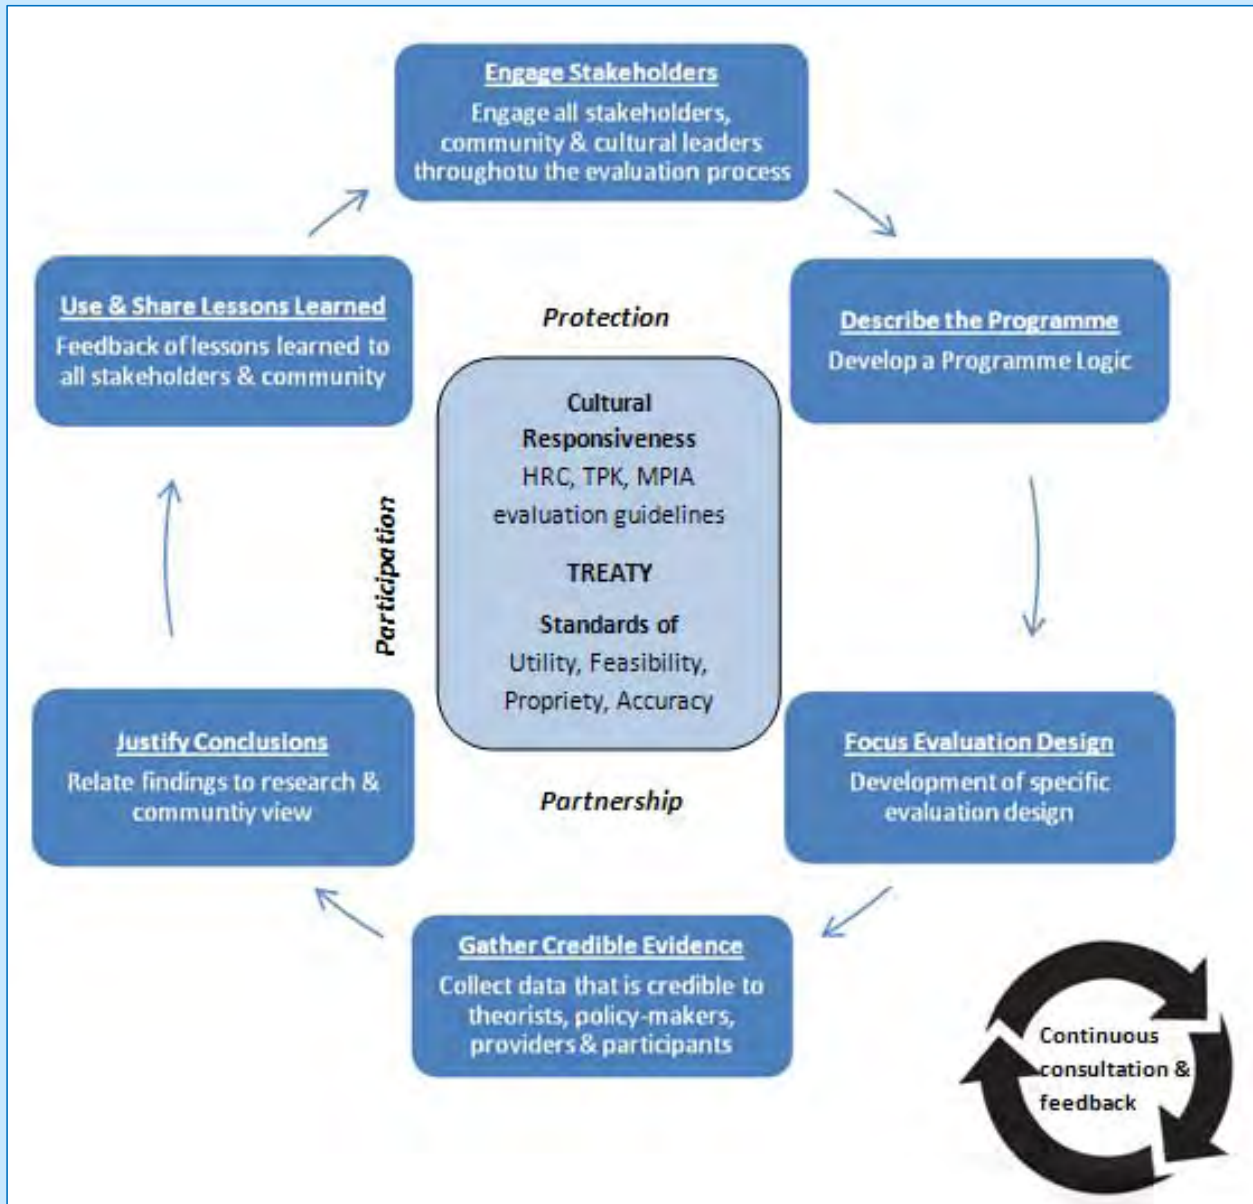 Engage Stakeholders
Engage all stakeholders,
community & cultural leaders
throughotu the evaluation process
Use & Share Lessons Learned
Feedback of lessons learned to
all stakeholders & community
Protection
Describe the Programme
Develop a Programme Logic
Cultural
Responsiveness
HRC, TPK, MPIA
evaluation guidelines
TREATY
Standards of
Utility, Feasibility,
Propriety, Accuracy
Participation
Justify Conclusions
Relate findings to research &
communtiy view
Partnership
Focus Evaluation Design
Development of specific
evaluation design
Gather Credible Evidence
Collect data that is credible to
theorists, policy-makers,
providers & participants
Continuous
consultation &
feedback